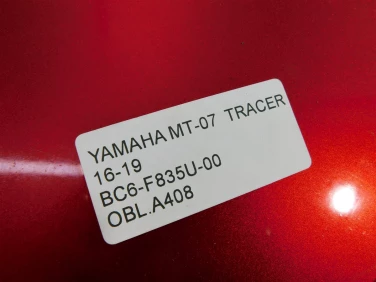 YAMAHA MT-07 TRACER
16-19
BC6-F835U-00
OBL.A408